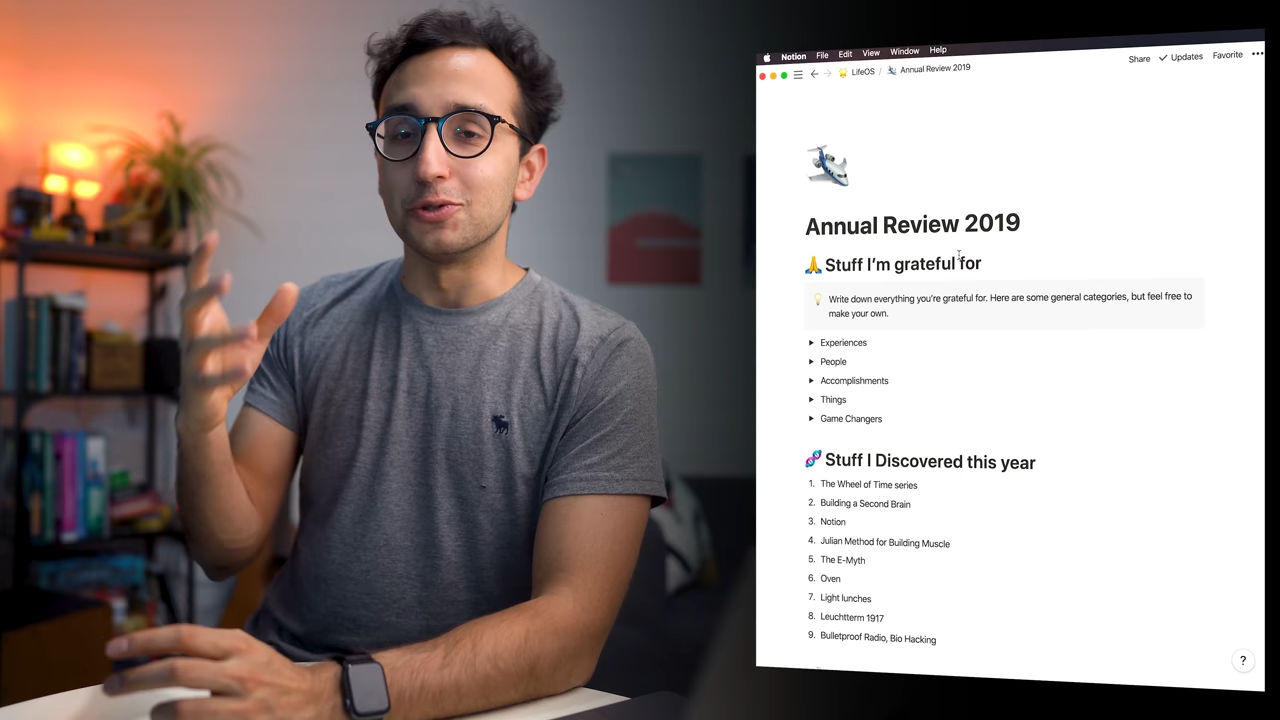 Notion File Edit View Window Help
LifeOS / Annual Review 2019
Share Updates Favorite
Annual Review 2019
Stuff I'm grateful for
Write down everything you're grateful for. Here are some general categories, but feel free to
make your own.
Experiences
People
Accomplishments
Things
Game Changers
Stuff I Discovered this year
1. The Wheel of Time series
2. Building a Second Brain
3. Notion
4. Julian Method for Building Muscle
5. The E-Myth
6. Oven
7. Light lunches
8. Leuchtterm 1917
9. Bulletproof Radio, Bio Hacking
?